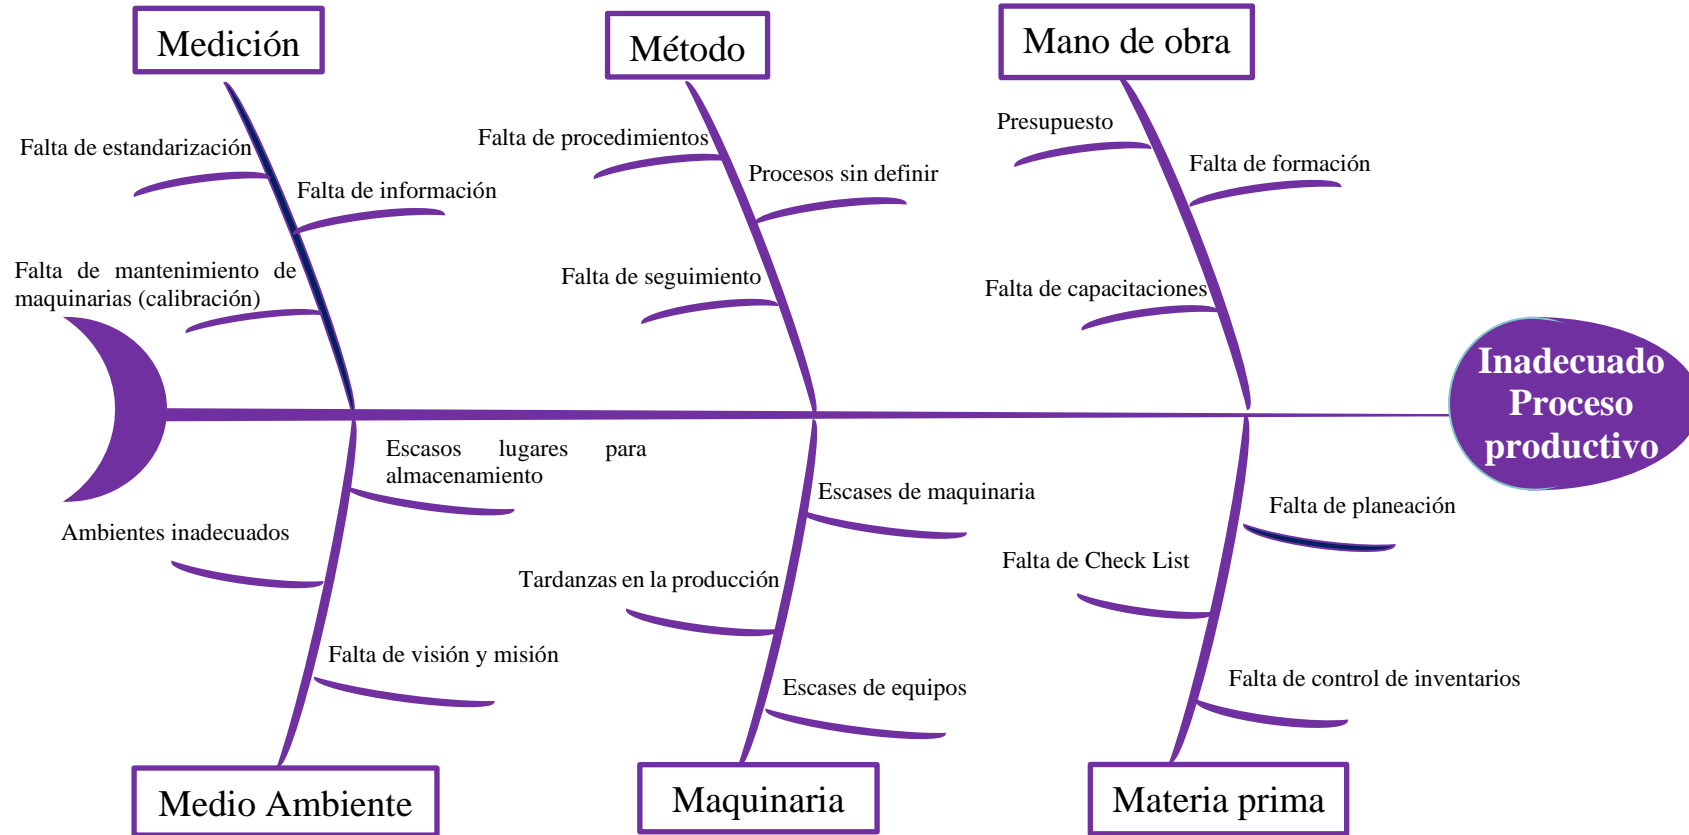 Medición
Método
Mano de obra
Falta de estandarización
Falta de información
Falta de mantenimiento de
maquinarias (calibración)
Falta de procedimientos
Procesos sin definir
Falta de seguimiento
Presupuesto
Falta de formación
Falta de capacitaciones
Inadecuado
Proceso
productivo
Escasos lugares para
almacenamiento
Ambientes inadecuados
Falta de visión y misión
Escases de maquinaria
Tardanzas en la producción
Escases de equipos
Falta de planeación
Falta de Check List
Falta de control de inventarios
Medio Ambiente
Maquinaria
Materia prima